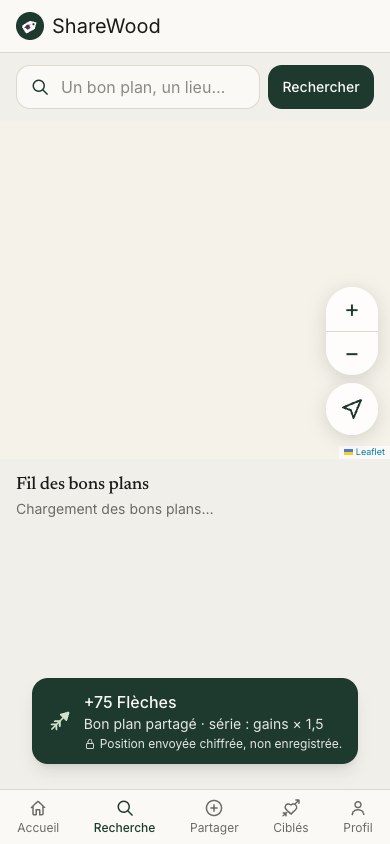 ShareWood
Un bon plan, un lieu...
Rechercher
+
−
Leaflet
Fil des bons plans
Chargement des bons plans...
+75 Flèches
Bon plan partagé · série : gains × 1,5
Position envoyée chiffrée, non enregistrée.
Accueil
Recherche
Partager
Ciblés
Profil